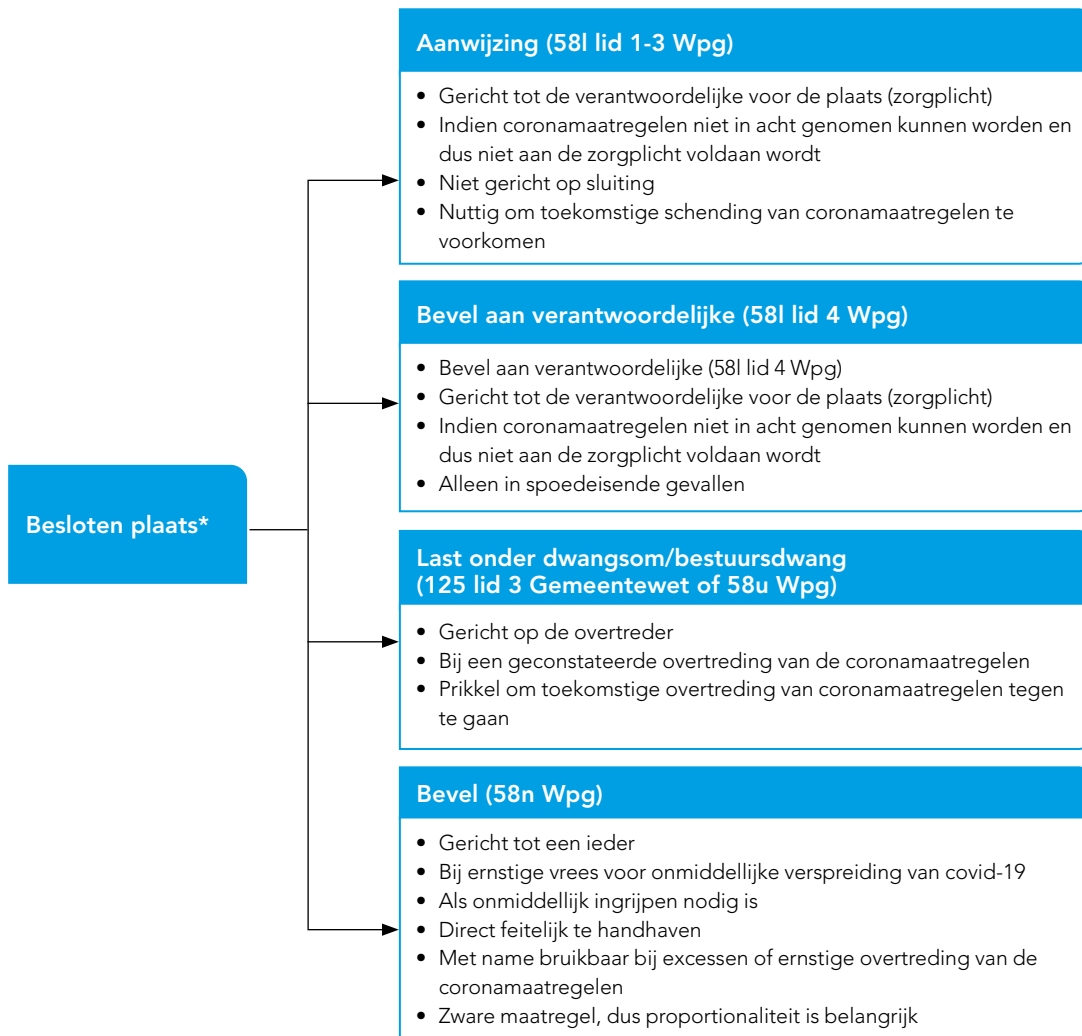 Aanwijzing (58l lid 1-3 Wpg)
• Gericht tot de verantwoordelijke voor de plaats (zorgplicht)
• Indien coronamaatregelen niet in acht genomen kunnen worden en
dus niet aan de zorgplicht voldaan wordt
• Niet gericht op sluiting
• Nuttig om toekomstige schending van coronamaatregelen te
voorkomen
Bevel aan verantwoordelijke (58l lid 4 Wpg)
• Bevel aan verantwoordelijke (58l lid 4 Wpg)
• Gericht tot de verantwoordelijke voor de plaats (zorgplicht)
• Indien coronamaatregelen niet in acht genomen kunnen worden en
dus niet aan de zorgplicht voldaan wordt
• Alleen in spoedeisende gevallen
Besloten plaats*
Last onder dwangsom/bestuursdwang
(125 lid 3 Gemeentewet of 58u Wpg)
• Gericht op de overtreder
• Bij een geconstateerde overtreding van de coronamaatregelen
• Prikkel om toekomstige overtreding van coronamaatregelen tegen
te gaan
Bevel (58n Wpg)
• Gericht tot een ieder
• Bij ernstige vrees voor onmiddellijke verspreiding van covid-19
• Als onmiddellijk ingrijpen nodig is
• Direct feitelijk te handhaven
• Met name bruikbaar bij excessen of ernstige overtreding van de
coronamaatregelen
• Zware maatregel, dus proportionaliteit is belangrijk